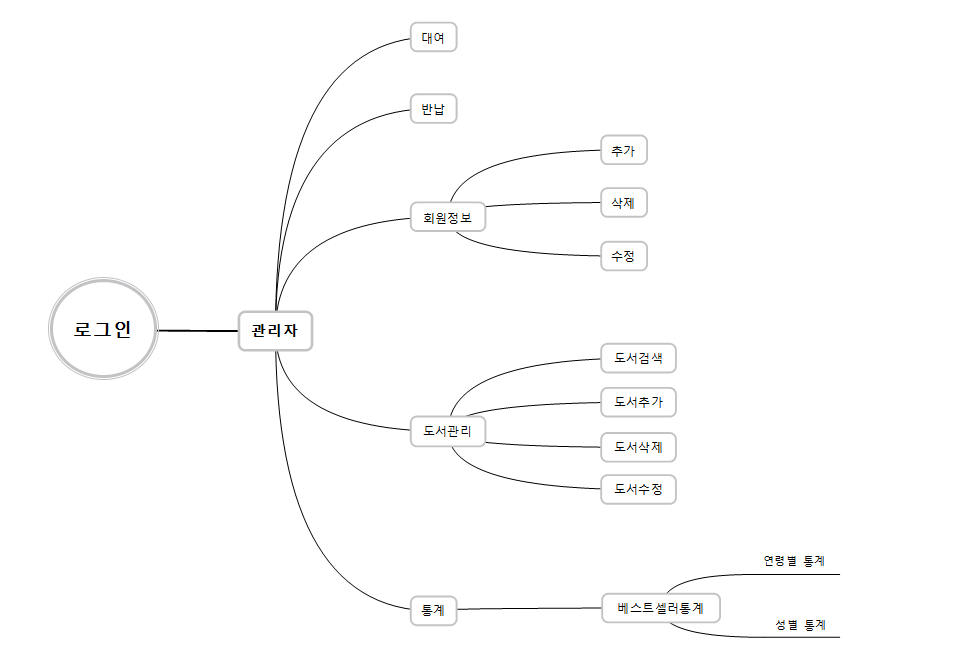 로그인
관리자
대여
반납
회원정보
추가
삭제
수정
도서관리
도서검색
도서추가
도서삭제
도서수정
통계
베스트셀러통계
연령별 통계
성별 통계